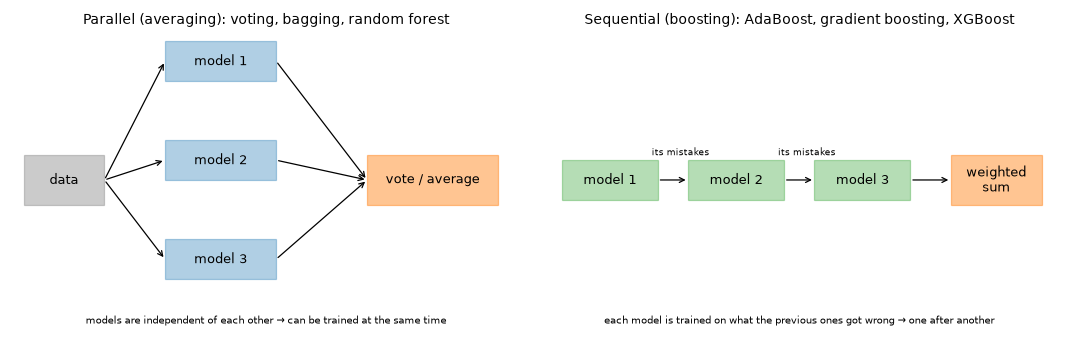 Parallel (averaging): voting, bagging, random forest
model 1
model 2
data
vote / average
model 3
models are independent of each other → can be trained at the same time
Sequential (boosting): AdaBoost, gradient boosting, XGBoost
its mistakes
its mistakes
model 1
model 2
model 3
weighted
sum
each model is trained on what the previous ones got wrong → one after another